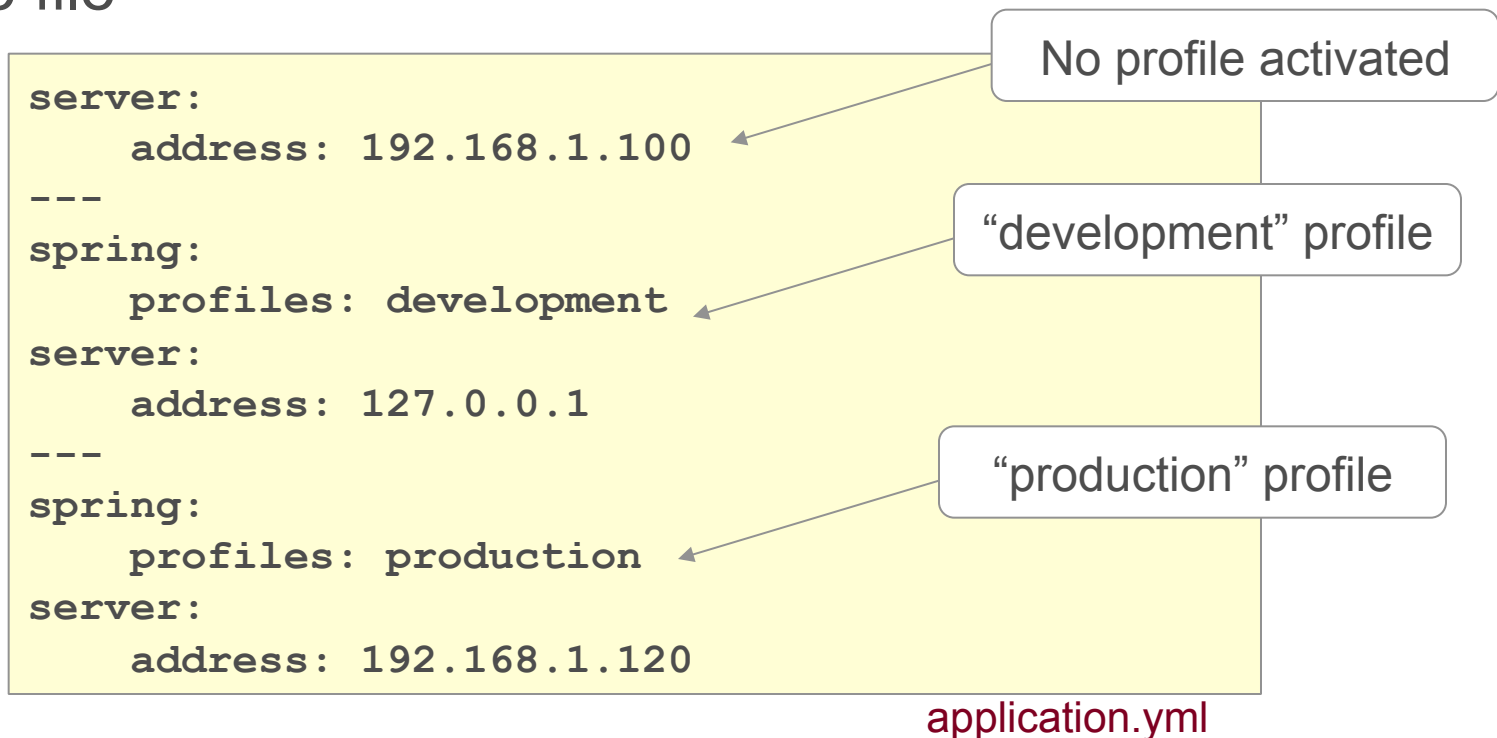 file
No profile activated
server:
    address: 192.168.1.100
---
“development” profile
spring:
    profiles: development
server:
    address: 127.0.0.1
---
“production” profile
spring:
    profiles: production
server:
    address: 192.168.1.120
application.yml